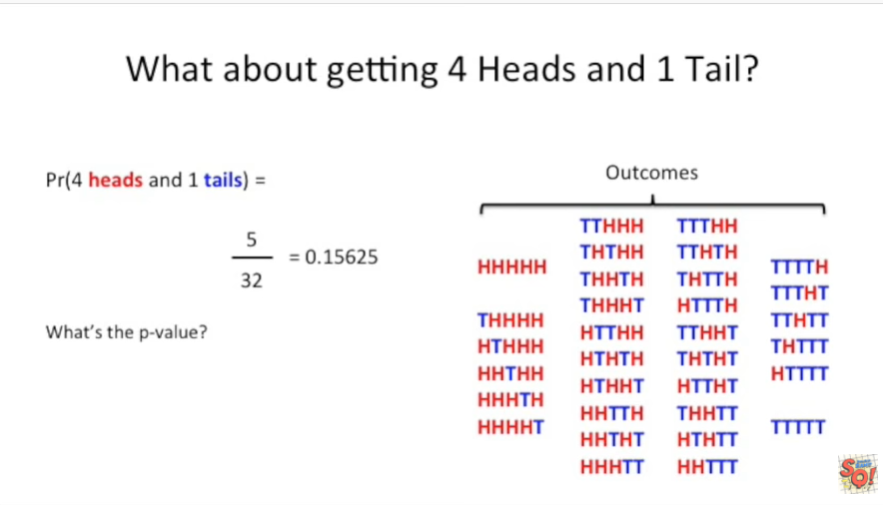 What about getting 4 Heads and 1 Tail?
Pr(4 heads and 1 tails) =
5
32
= 0.15625
What's the p-value?
Outcomes
HHHHH
THHHH
HTHHH
HHTHH
HHHTH
HHHHT
TTHHH
THTHH
THHTH
THHHT
HTTHH
HTHTH
HTHHT
HHTTH
HHTHT
HHHTT
TTTHH
TTHTH
THTTH
HTTTH
TTHHT
THTHT
HTTHT
THHTT
HTHTT
HHTTT
TTTTH
TTTHT
TTHTT
THTTT
HTTTT
TTTTT
SO!